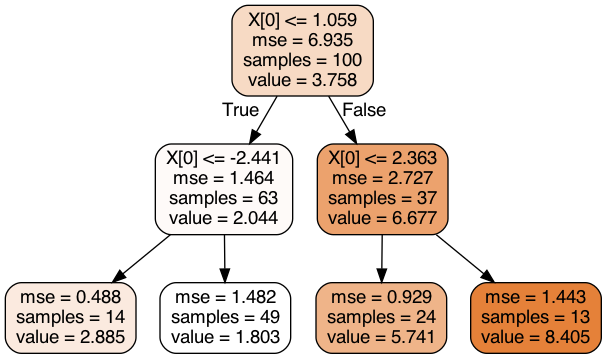 X[0] <= 1.059
mse = 6.935
samples = 100
value = 3.758
True
False
X[0] <= -2.441
mse = 1.464
samples = 63
value = 2.044
X[0] <= 2.363
mse = 2.727
samples = 37
value = 6.677
mse = 0.488
samples = 14
value = 2.885
mse = 1.482
samples = 49
value = 1.803
mse = 0.929
samples = 24
value = 5.741
mse = 1.443
samples = 13
value = 8.405